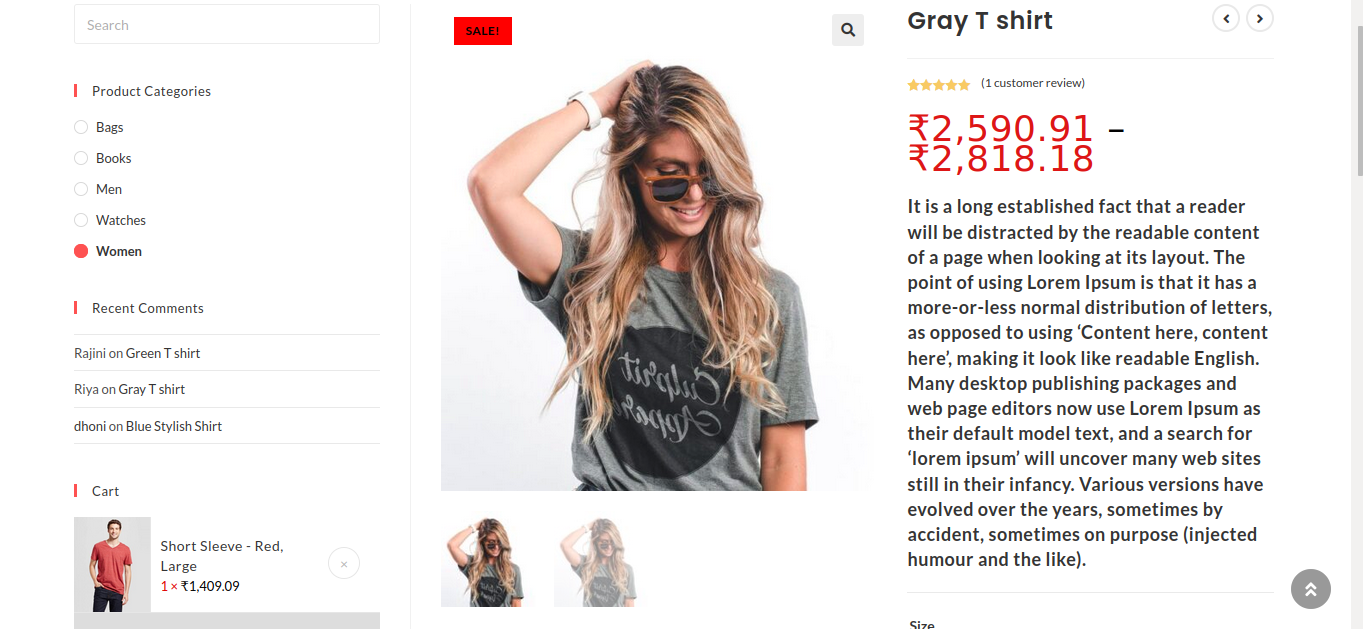 Search
Product Categories
Bags
Books
Men
Watches
Women
Recent Comments
Rajini on Green T shirt
Riya on Gray T shirt
dhoni on Blue Stylish Shirt
Cart
Short Sleeve - Red,
Large
1 × ₹1,409.09
×
SALE!
Culprit
Apparel
Gray T shirt
(1 customer review)
₹2,590.91 –
₹2,818.18
It is a long established fact that a reader
will be distracted by the readable content
of a page when looking at its layout. The
point of using Lorem Ipsum is that it has a
more-or-less normal distribution of letters,
as opposed to using ‘Content here, content
here’, making it look like readable English.
Many desktop publishing packages and
web page editors now use Lorem Ipsum as
their default model text, and a search for
‘lorem ipsum’ will uncover many web sites
still in their infancy. Various versions have
evolved over the years, sometimes by
accident, sometimes on purpose (injected
humour and the like).
Size